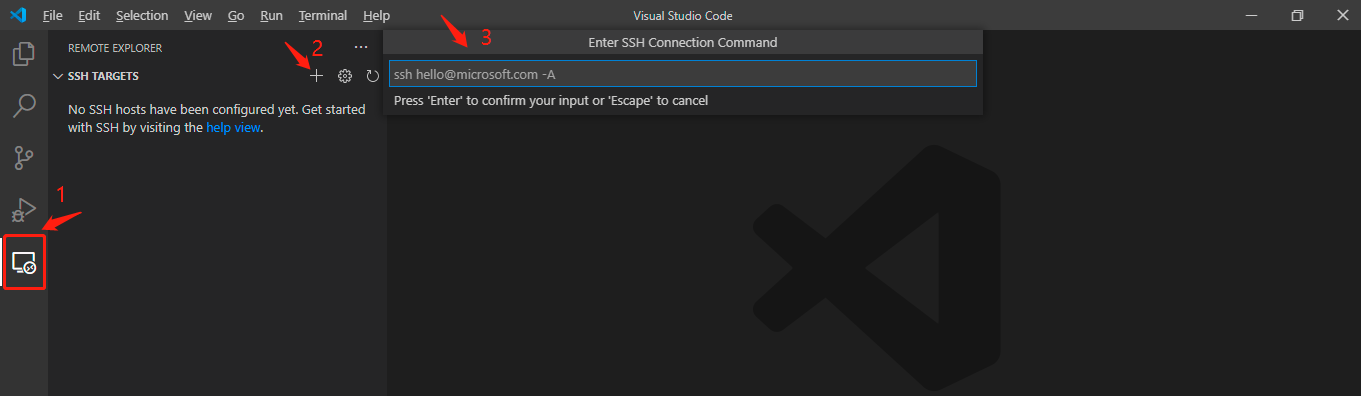 File Edit Selection View Go Run Terminal Help
Visual Studio Code
REMOTE EXPLORER
SSH TARGETS
No SSH hosts have been configured yet. Get started
with SSH by visiting the help view.
1
2
3
Enter SSH Connection Command
ssh hello@microsoft.com -A
Press 'Enter' to confirm your input or 'Escape' to cancel